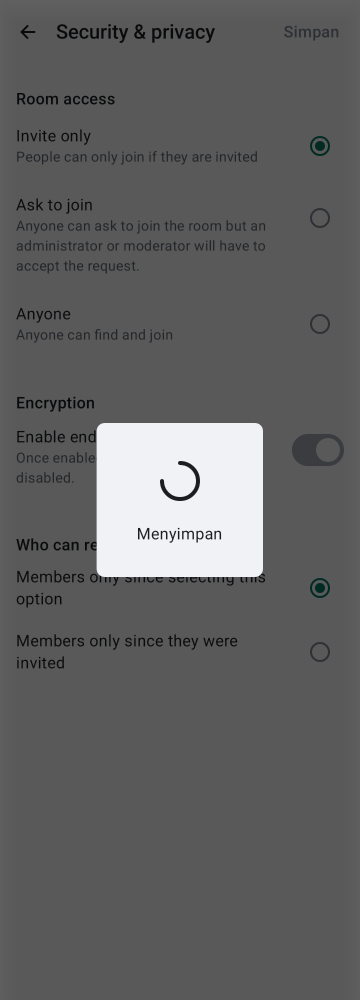 Security & privacy
Simpan
Room access
Invite only
People can only join if they are invited
Ask to join
Anyone can ask to join the room but an
administrator or moderator will have to
accept the request.
Anyone
Anyone can find and join
Encryption
Enable end
Once enable
disabled.
Menyimpan
Who can re
Members only since selecting this
option
Members only since they were
invited